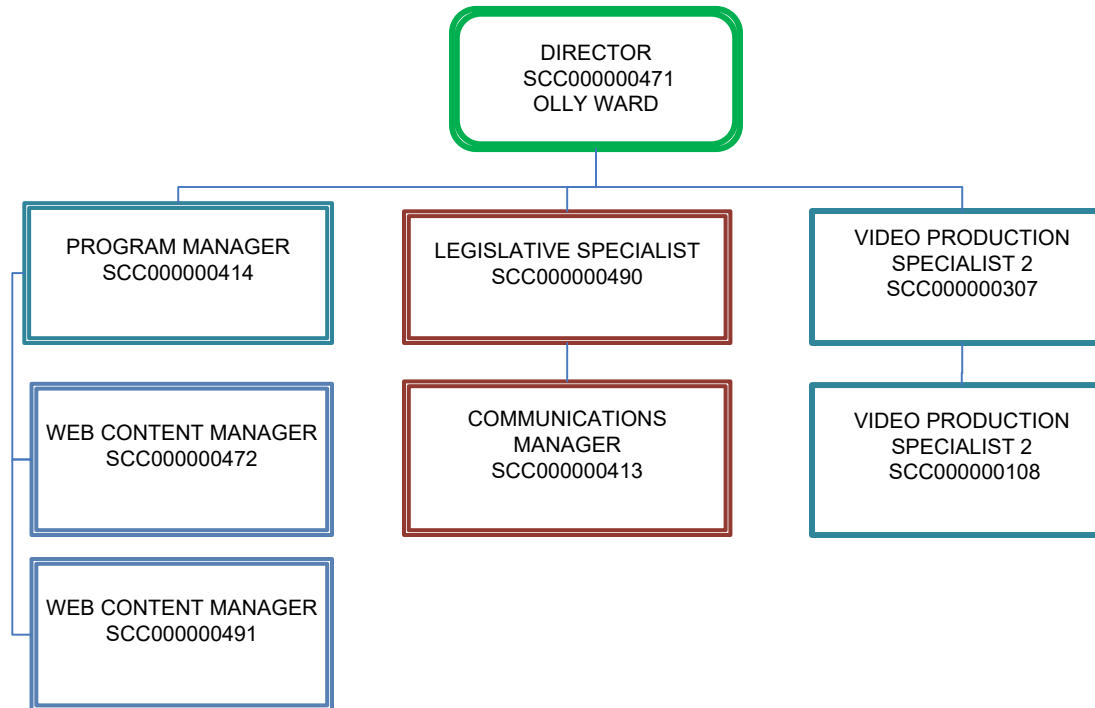 DIRECTOR
SCC000000471
OLLY WARD
PROGRAM MANAGER
SCC000000414
LEGISLATIVE SPECIALIST
SCC000000490
VIDEO PRODUCTION
SPECIALIST 2
SCC000000307
WEB CONTENT MANAGER
SCC000000472
COMMUNICATIONS
MANAGER
SCC000000413
VIDEO PRODUCTION
SPECIALIST 2
SCC000000108
WEB CONTENT MANAGER
SCC000000491